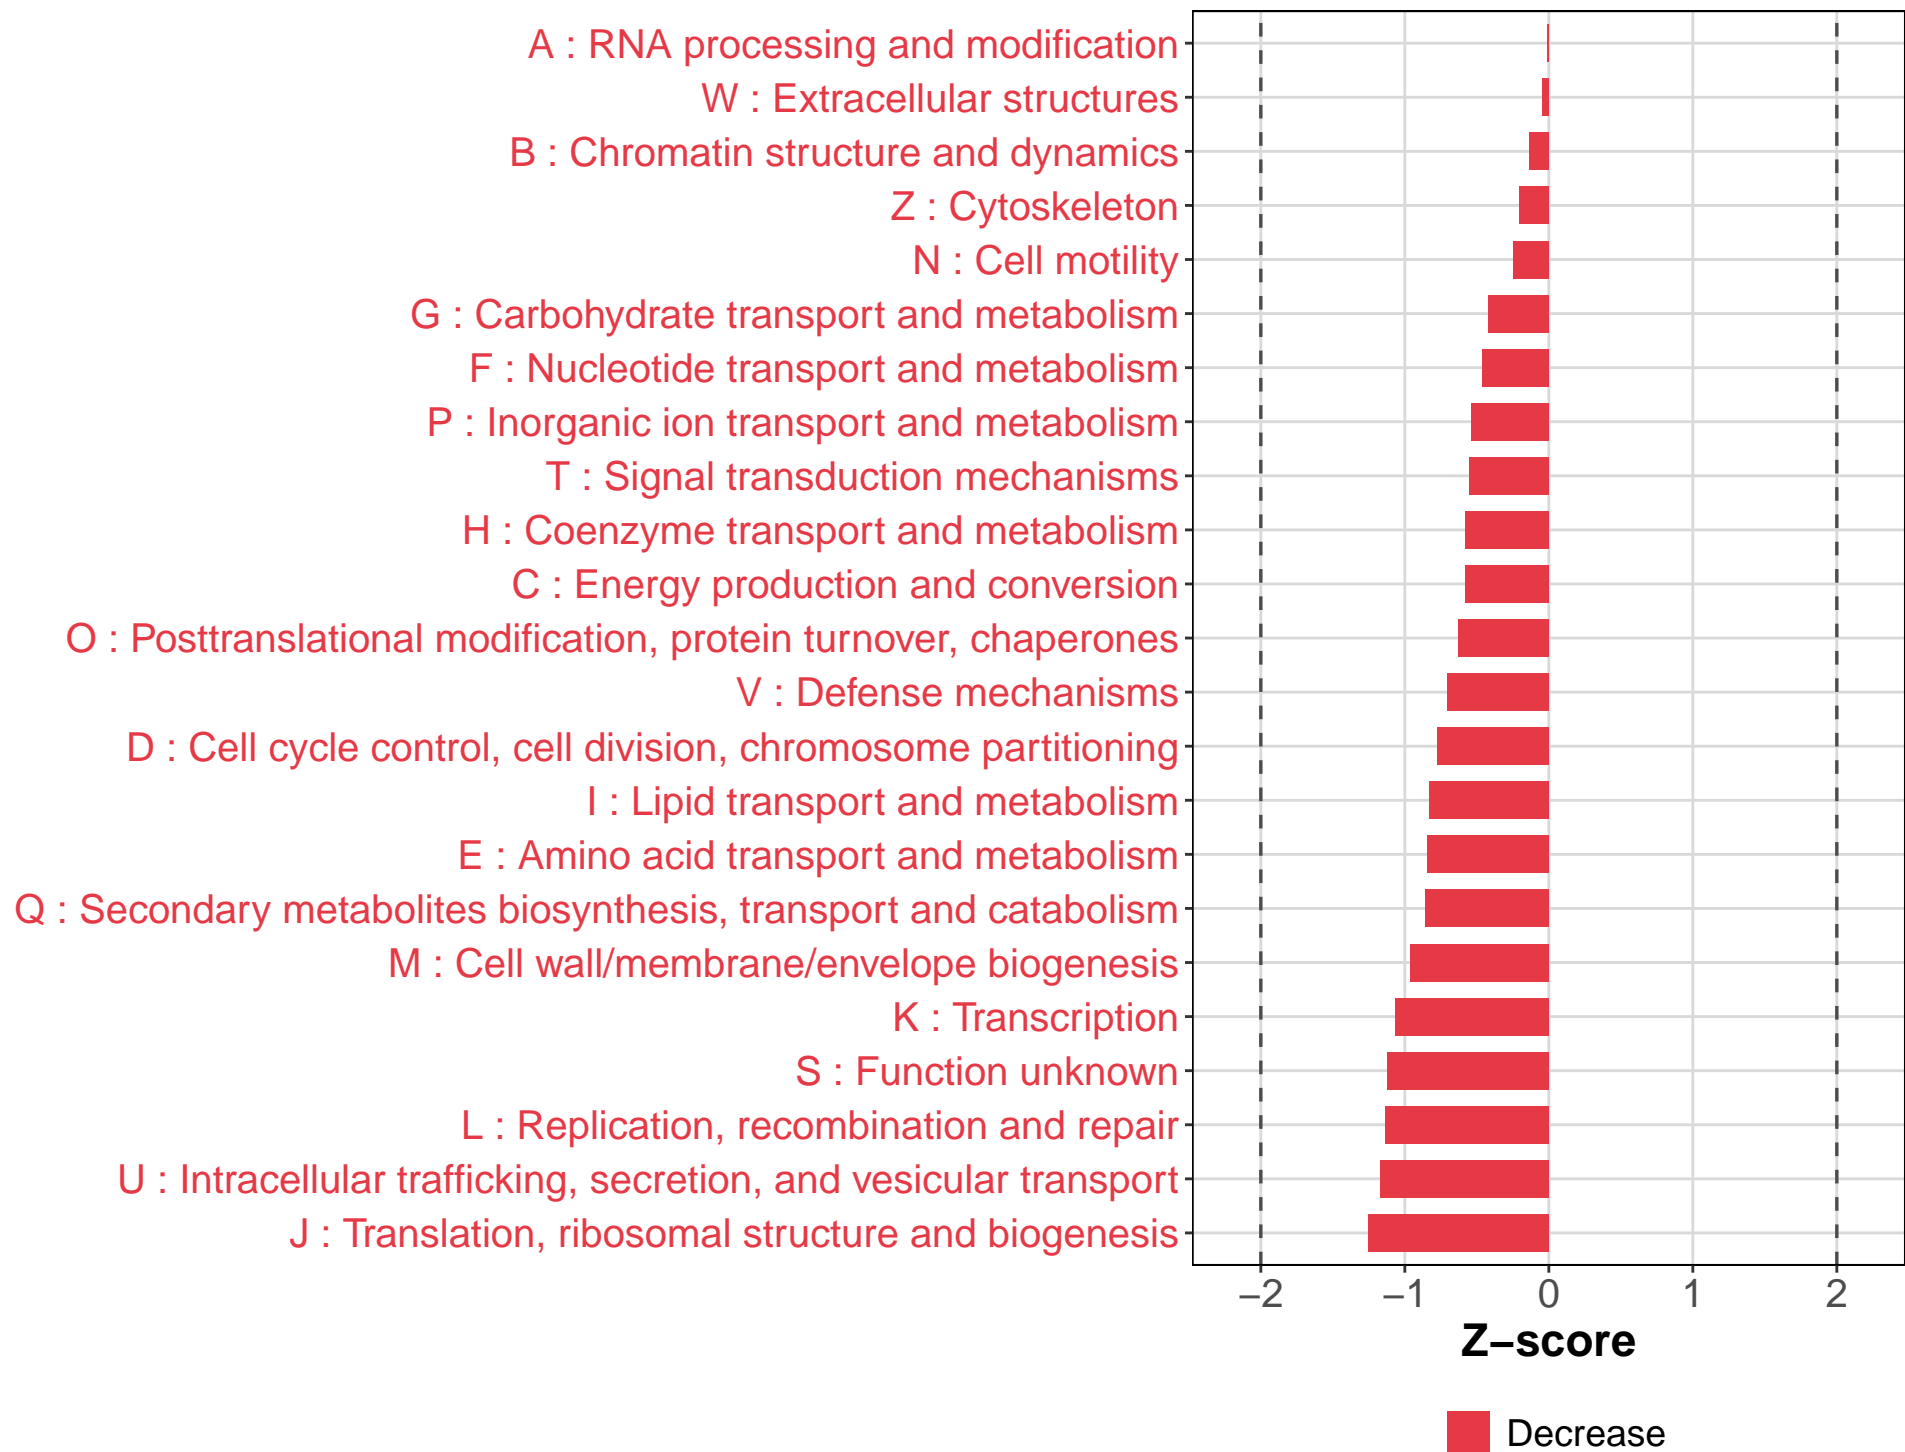 A : RNA processing and modification
W : Extracellular structures
B : Chromatin structure and dynamics
Z : Cytoskeleton
N : Cell motility
G : Carbohydrate transport and metabolism
F : Nucleotide transport and metabolism
P : Inorganic ion transport and metabolism
T : Signal transduction mechanisms
H : Coenzyme transport and metabolism
C : Energy production and conversion
O : Posttranslational modification, protein turnover, chaperones
V : Defense mechanisms
D : Cell cycle control, cell division, chromosome partitioning
I : Lipid transport and metabolism
E : Amino acid transport and metabolism
Q : Secondary metabolites biosynthesis, transport and catabolism
M : Cell wall/membrane/envelope biogenesis
K : Transcription
S : Function unknown
L : Replication, recombination and repair
U : Intracellular trafficking, secretion, and vesicular transport
J : Translation, ribosomal structure and biogenesis
−2 −1 0 1 2
Z−score
Decrease